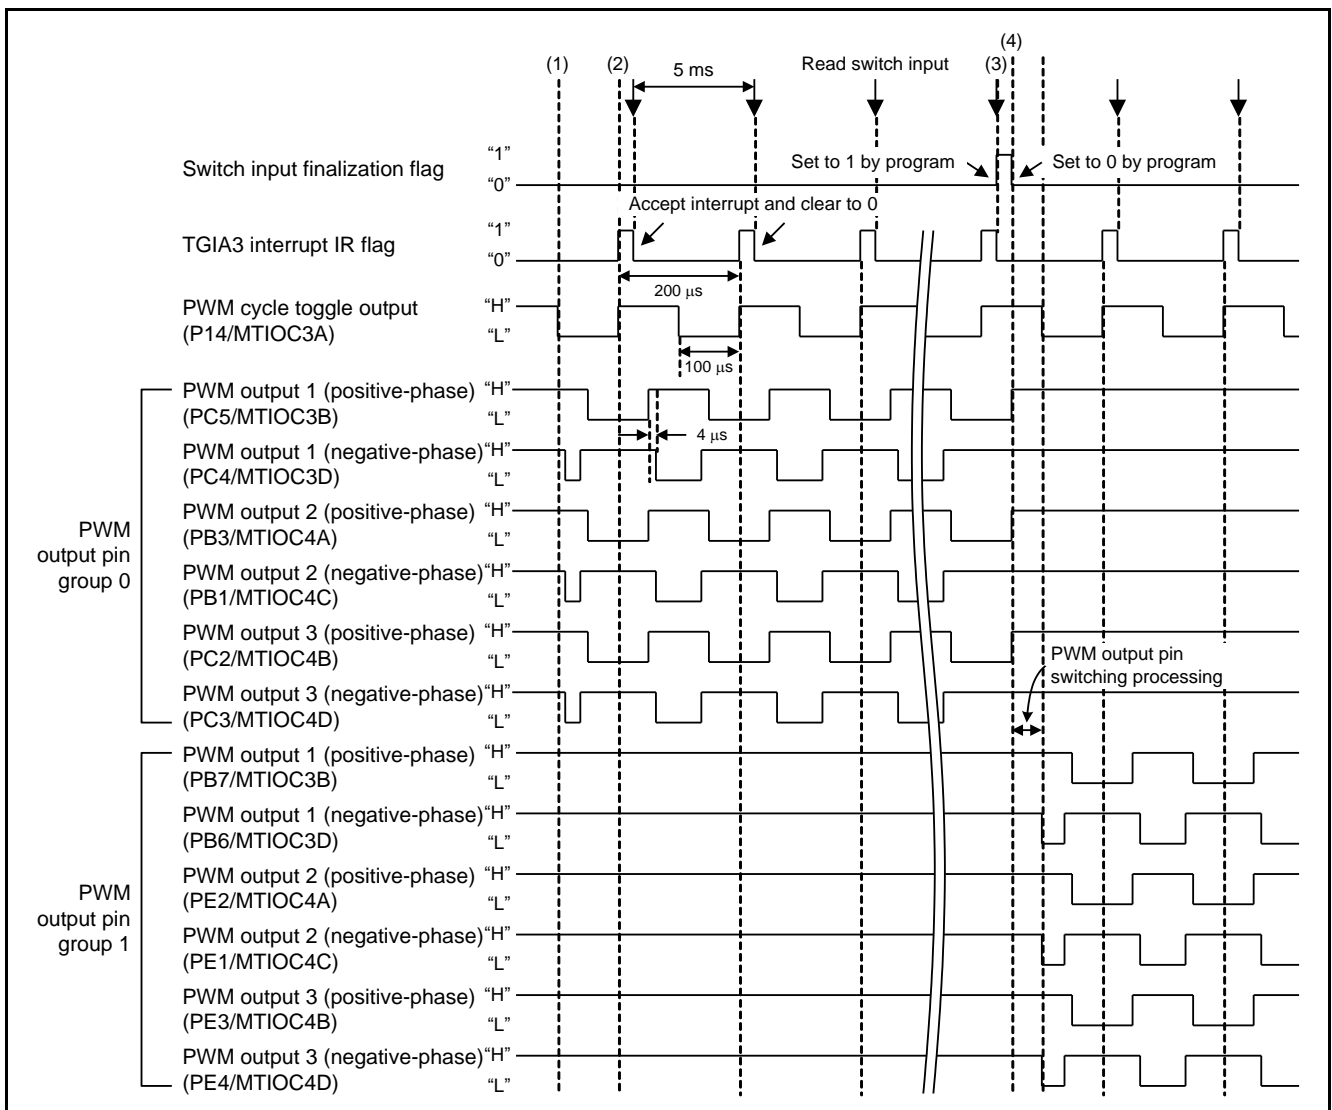 (4)
(1)
(2)
5 ms
Read switch input
(3)
Switch input finalization flag
“1”
“0”
Set to 1 by program
Set to 0 by program
Accept interrupt and clear to 0
TGIA3 interrupt IR flag
“1”
“0”
200 μs
PWM cycle toggle output
(P14/MTIOC3A)
“H”
“L”
100 μs
PWM output pin group 0
PWM output 1 (positive-phase)
(PC5/MTIOC3B)
“H”
“L”
4 μs
PWM output 1 (negative-phase)
(PC4/MTIOC3D)
“H”
“L”
PWM output 2 (positive-phase)
(PB3/MTIOC4A)
“H”
“L”
PWM output 2 (negative-phase)
(PB1/MTIOC4C)
“H”
“L”
PWM output 3 (positive-phase)
(PC2/MTIOC4B)
“H”
“L”
PWM output pin
switching processing
PWM output 3 (negative-phase)
(PC3/MTIOC4D)
“H”
“L”
PWM output pin group 1
PWM output 1 (positive-phase)
(PB7/MTIOC3B)
“H”
“L”
PWM output 1 (negative-phase)
(PB6/MTIOC3D)
“H”
“L”
PWM output 2 (positive-phase)
(PE2/MTIOC4A)
“H”
“L”
PWM output 2 (negative-phase)
(PE1/MTIOC4C)
“H”
“L”
PWM output 3 (positive-phase)
(PE3/MTIOC4B)
“H”
“L”
PWM output 3 (negative-phase)
(PE4/MTIOC4D)
“H”
“L”